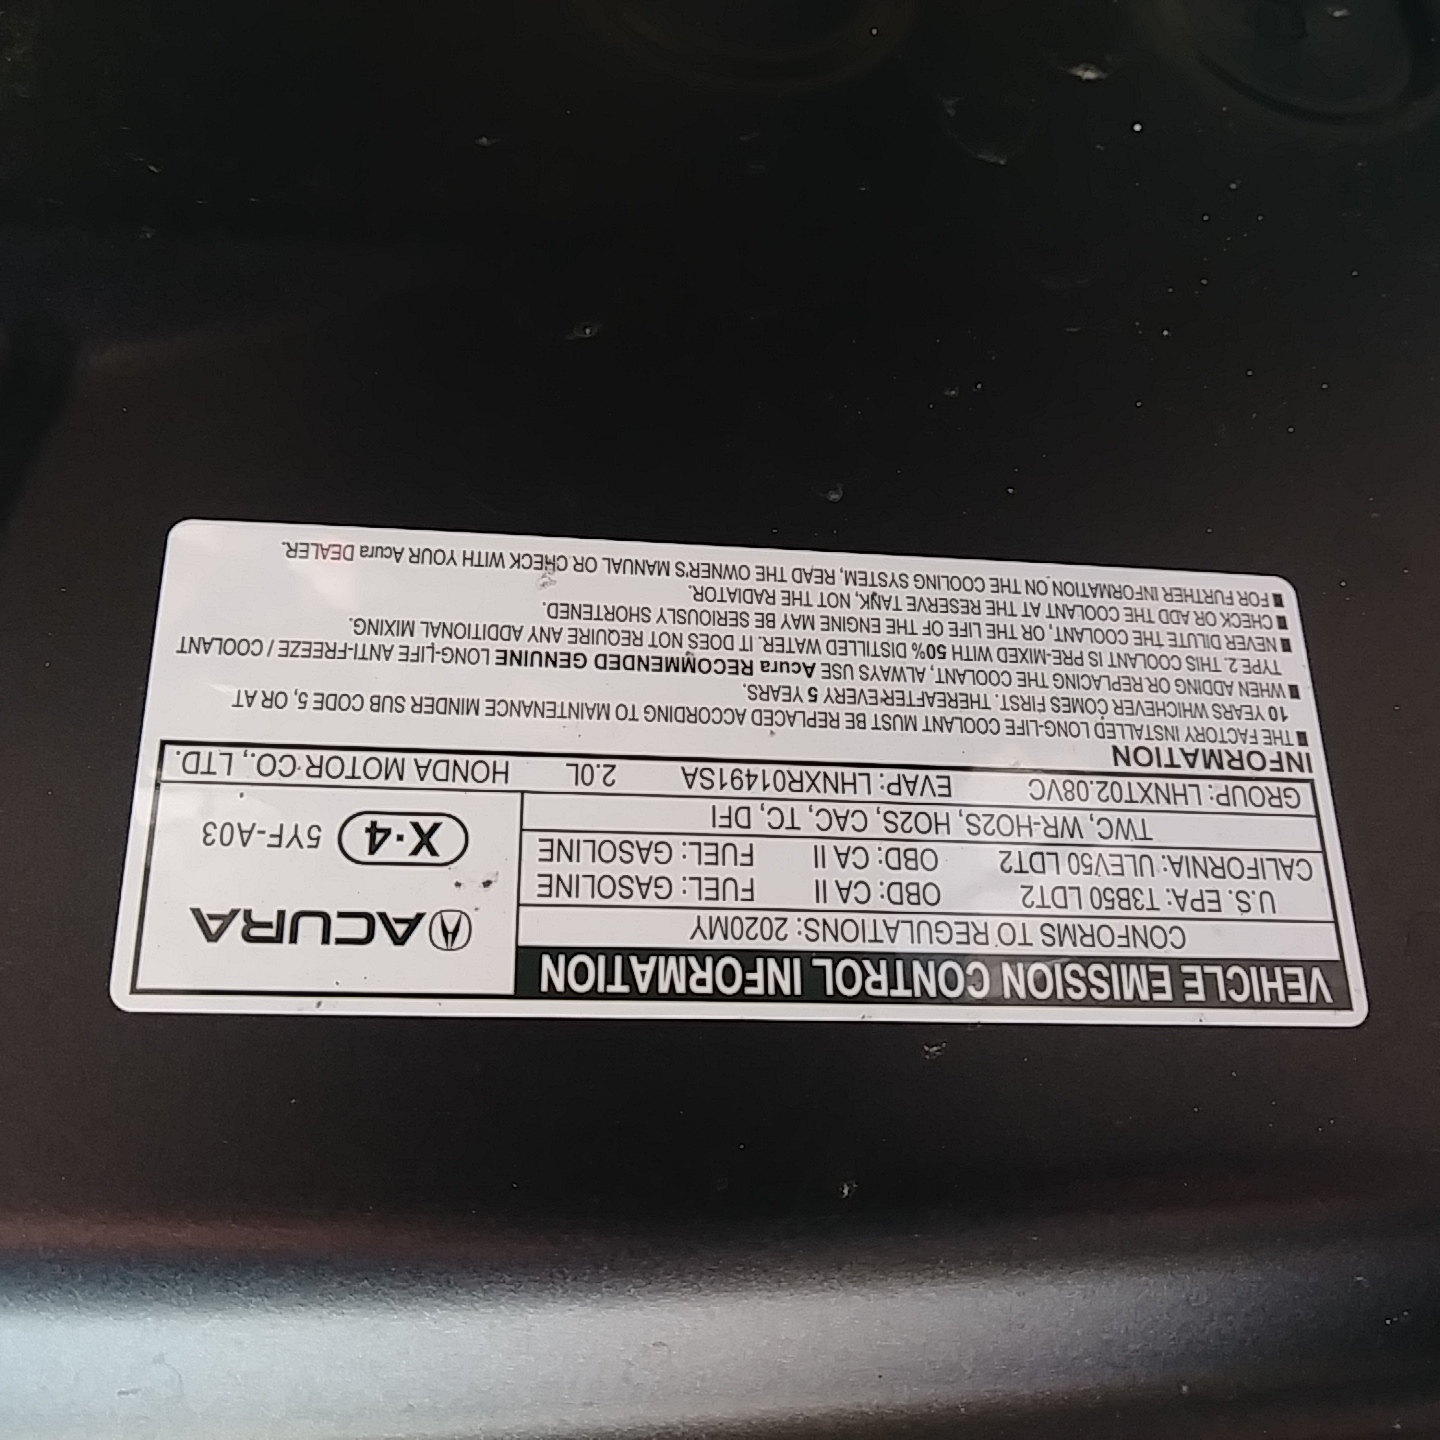 VEHICLE EMISSION CONTROL INFORMATION
CONFORMS TO REGULATIONS: 2020MY
U.S. EPA: T3B50 LDT2 OBD: CA II FUEL: GASOLINE
CALIFORNIA: ULEV50 LDT2 OBD: CA II FUEL: GASOLINE
TWC, WR-HO2S, HO2S, CAC, TC, DFI
ACURA
X·4 5YF-A03
GROUP: LHNXT02.08VC EVAP: LHNXR01491SA 2.0L HONDA MOTOR CO., LTD.
INFORMATION
■ THE FACTORY INSTALLED LONG-LIFE COOLANT MUST BE REPLACED ACCORDING TO MAINTENANCE MINDER SUB CODE 5, OR AT
10 YEARS WHICHEVER COMES FIRST. THEREAFTER EVERY 5 YEARS.
■ WHEN ADDING OR REPLACING THE COOLANT, ALWAYS USE Acura RECOMMENDED GENUINE LONG-LIFE ANTI-FREEZE / COOLANT
TYPE 2. THIS COOLANT IS PRE-MIXED WITH 50% DISTILLED WATER. IT DOES NOT REQUIRE ANY ADDITIONAL MIXING.
■ NEVER DILUTE THE COOLANT, OR THE LIFE OF THE ENGINE MAY BE SERIOUSLY SHORTENED.
■ CHECK OR ADD THE COOLANT AT THE RESERVE TANK, NOT THE RADIATOR.
■ FOR FURTHER INFORMATION ON THE COOLING SYSTEM, READ THE OWNER'S MANUAL OR CHECK WITH YOUR Acura DEALER.